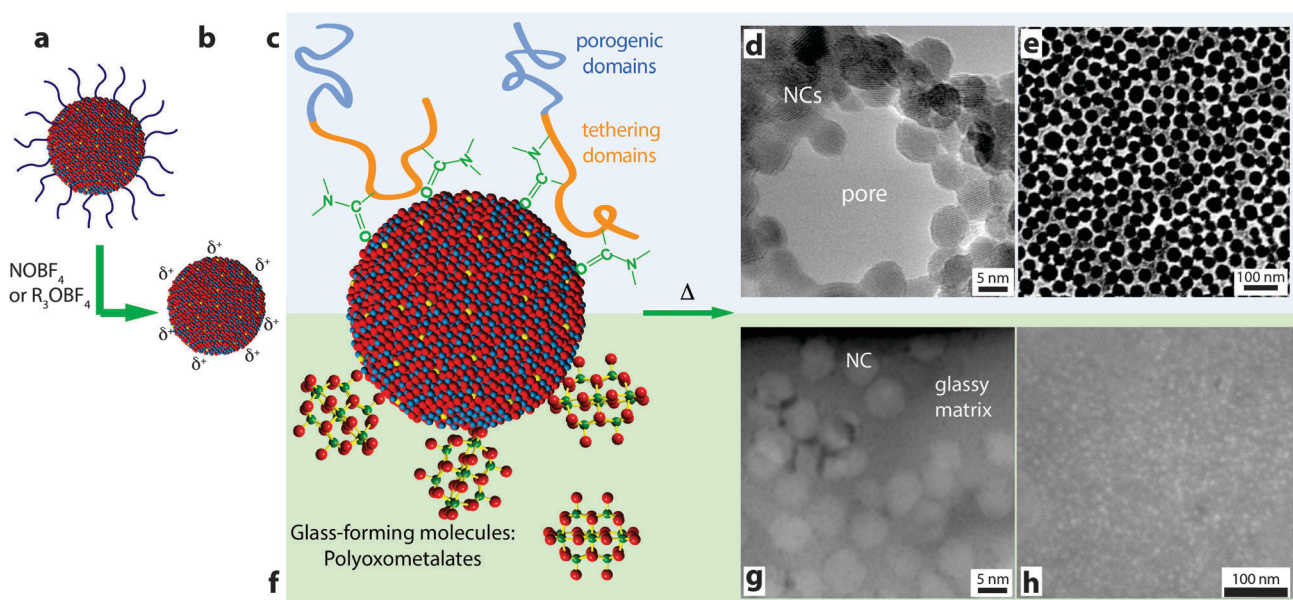 a
b
c
porogenic
domains
tethering
domains
N
C
O
C
N
O
N
C
O
O
C
N
NOBF₄
or R₃OBF₄
δ⁺
δ⁺
δ⁺
δ⁺
δ⁺
δ⁺
δ⁺
Δ
d
NCs
pore
5 nm
e
100 nm
Glass-forming molecules:
Polyoxometalates
f
NC
glassy
matrix
g
5 nm
h
100 nm